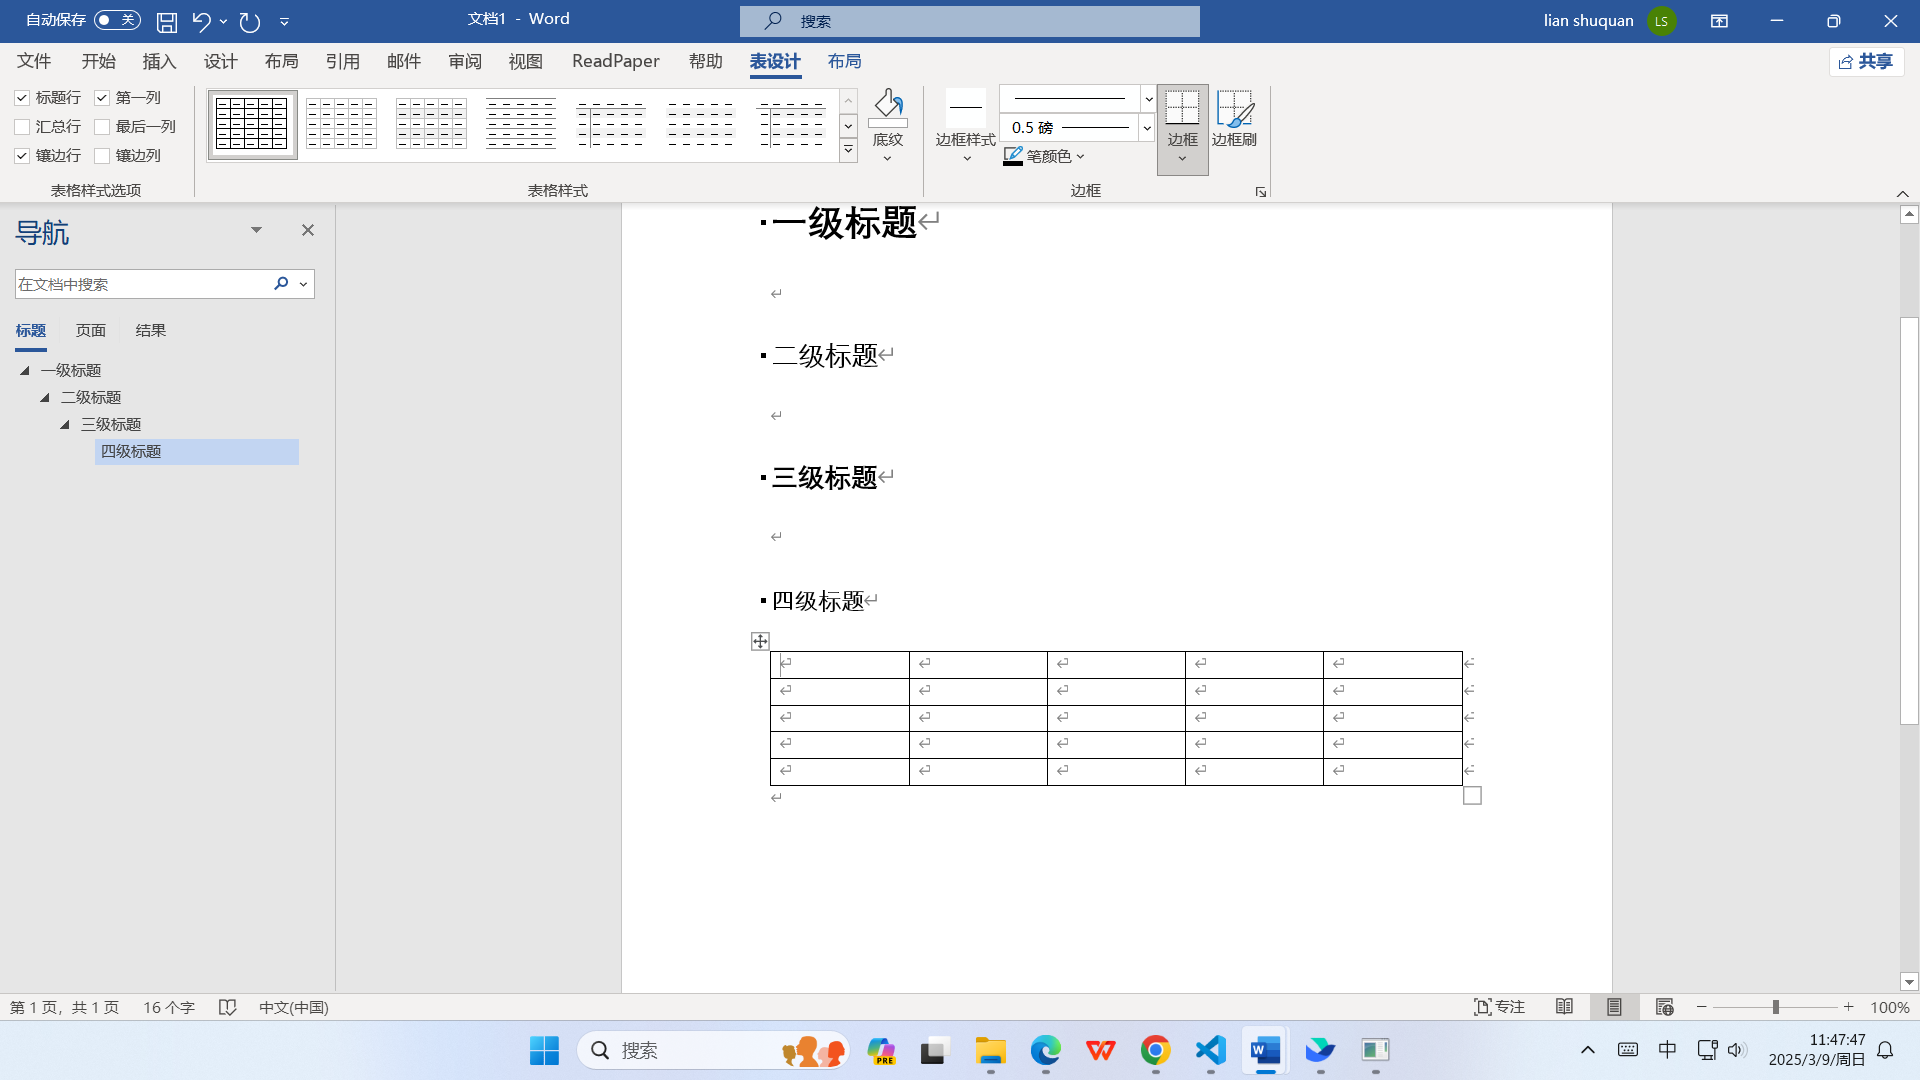 自动保存 关 文档1 - Word 搜索 lian shuquan LS
文件 开始 插入 设计 布局 引用 邮件 审阅 视图 ReadPaper 帮助 表设计 布局 共享
标题行 第一列
汇总行 最后一列
镶边行 镶边列
表格样式选项
表格样式
底纹
边框样式
0.5 磅
笔颜色
边框
边框刷
边框
导航
在文档中搜索
标题 页面 结果
一级标题
二级标题
三级标题
四级标题
一级标题
二级标题
三级标题
四级标题
第 1 页，共 1 页 16 个字 中文(中国) 专注 100%
搜索 PRE 中 11:47:47
2025/3/9/周日